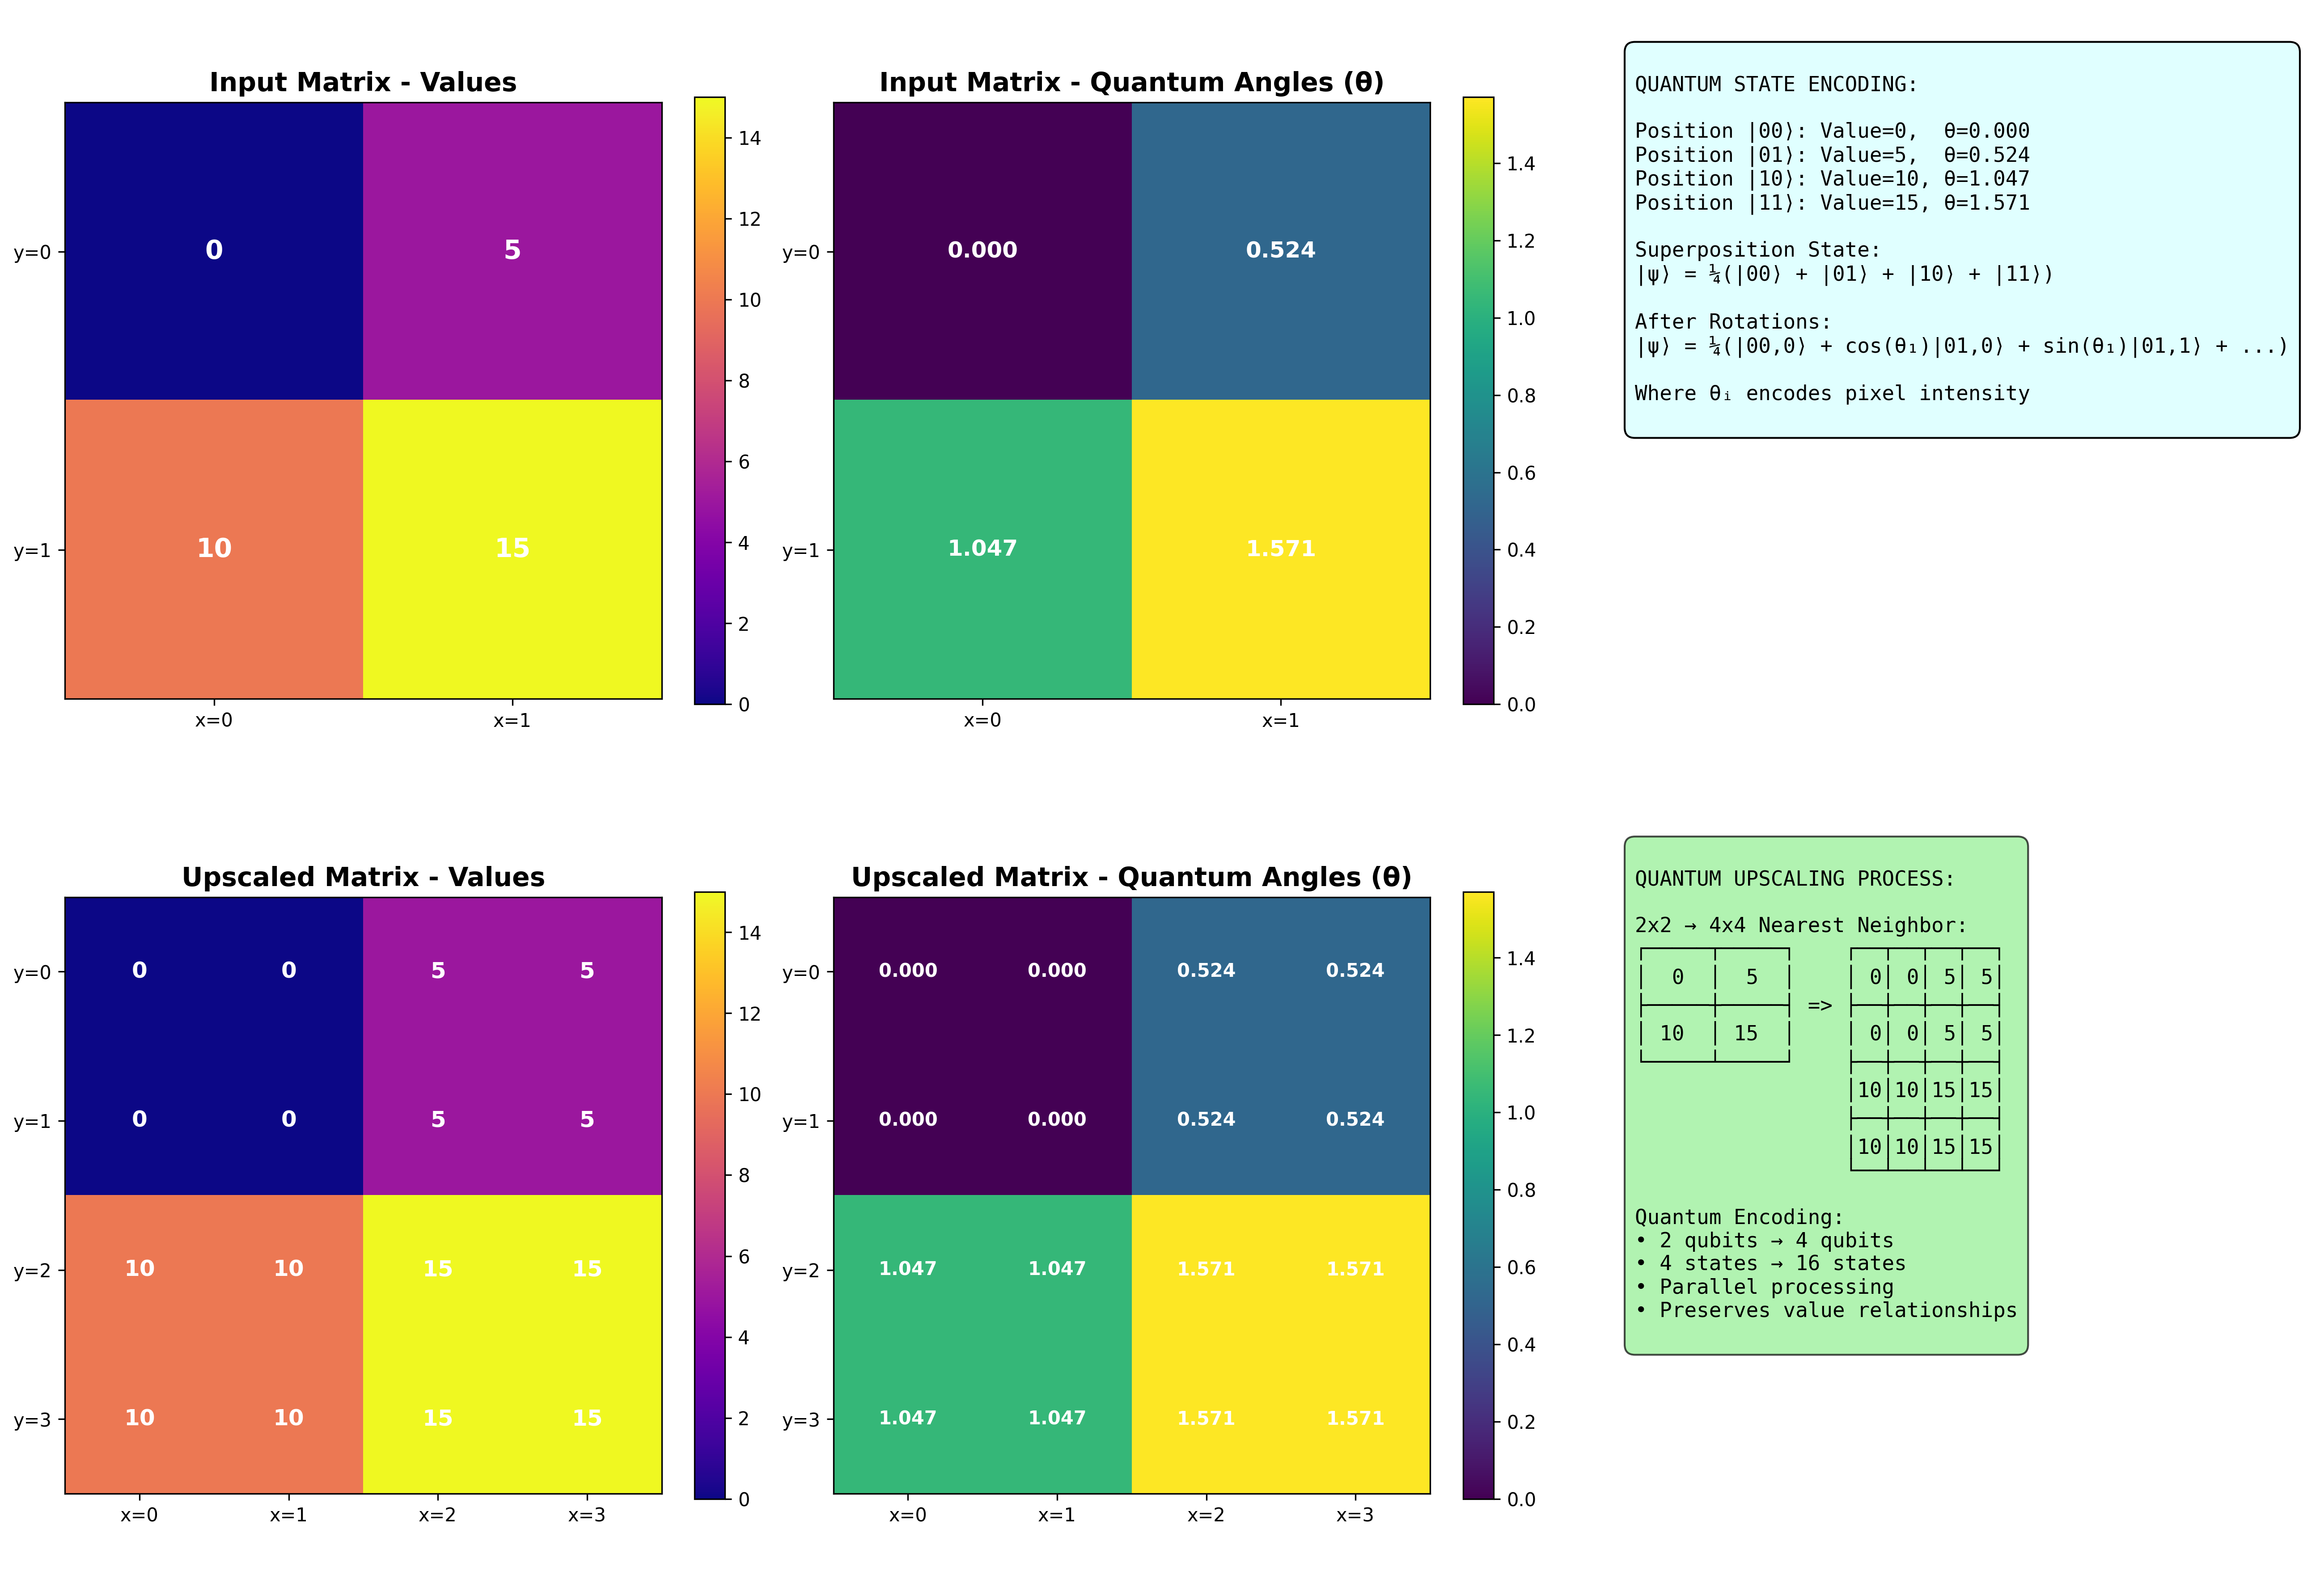 Input Matrix - Values
0 5
10 15
y=0
y=1
x=0 x=1
14
12
10
8
6
4
2
0
Input Matrix - Quantum Angles (θ)
0.000 0.524
1.047 1.571
y=0
y=1
x=0 x=1
1.4
1.2
1.0
0.8
0.6
0.4
0.2
0.0
QUANTUM STATE ENCODING:
Position |00⟩: Value=0,  θ=0.000
Position |01⟩: Value=5,  θ=0.524
Position |10⟩: Value=10, θ=1.047
Position |11⟩: Value=15, θ=1.571
Superposition State:
|ψ⟩ = ¼(|00⟩ + |01⟩ + |10⟩ + |11⟩)
After Rotations:
|ψ⟩ = ¼(|00,0⟩ + cos(θ₁)|01,0⟩ + sin(θ₁)|01,1⟩ + ...)
Where θᵢ encodes pixel intensity
Upscaled Matrix - Values
0 0 5 5
0 0 5 5
10 10 15 15
10 10 15 15
y=0
y=1
y=2
y=3
x=0 x=1 x=2 x=3
14
12
10
8
6
4
2
0
Upscaled Matrix - Quantum Angles (θ)
0.000 0.000 0.524 0.524
0.000 0.000 0.524 0.524
1.047 1.047 1.571 1.571
1.047 1.047 1.571 1.571
y=0
y=1
y=2
y=3
x=0 x=1 x=2 x=3
1.4
1.2
1.0
0.8
0.6
0.4
0.2
0.0
QUANTUM UPSCALING PROCESS:
2x2 → 4x4 Nearest Neighbor:
0 5 0 0 5 5
=>
10 15 0 0 5 5
10 10 15 15
10 10 15 15
Quantum Encoding:
• 2 qubits → 4 qubits
• 4 states → 16 states
• Parallel processing
• Preserves value relationships